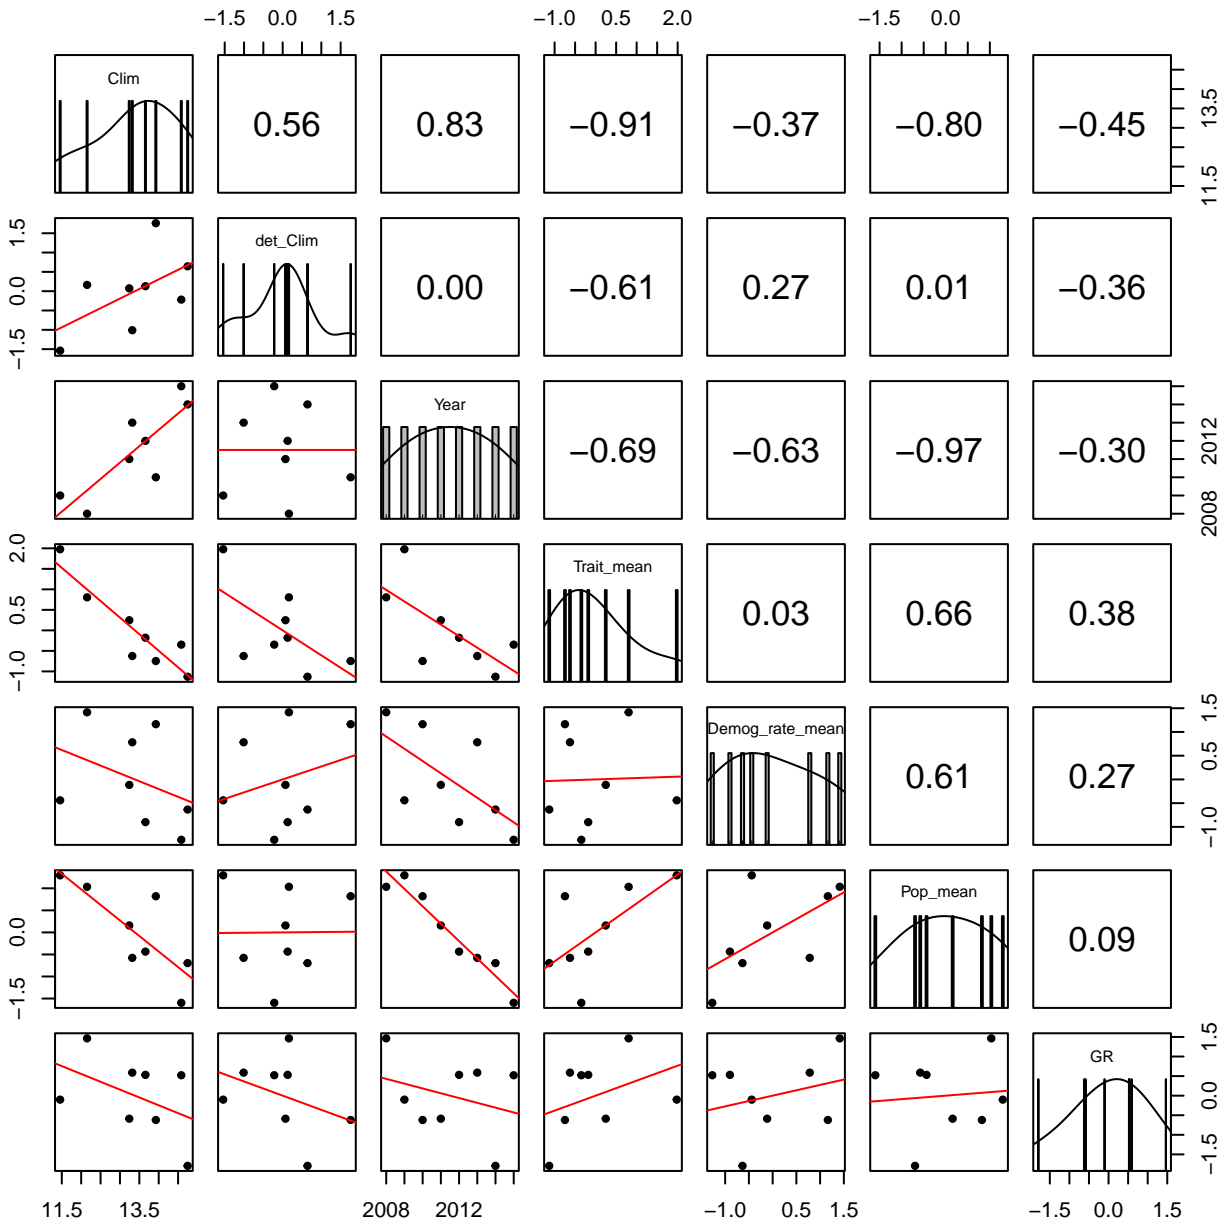 −1.5 0.0 1.5 −1.0 0.5 2.0 −1.5 0.0
Clim 0.56 0.83 −0.91 −0.37 −0.80 −0.45 11.5 13.5
−1.5 0.0 1.5 det_Clim 0.00 −0.61 0.27 0.01 −0.36
Year −0.69 −0.63 −0.97 −0.30 2008 2012
−1.0 0.5 2.0 Trait_mean 0.03 0.66 0.38
Demog_rate_mean 0.61 0.27 −1.0 0.5 1.5
−1.5 0.0 Pop_mean 0.09
GR −1.5 0.0 1.5
11.5 13.5 2008 2012 −1.0 0.5 1.5 −1.5 0.0 1.5